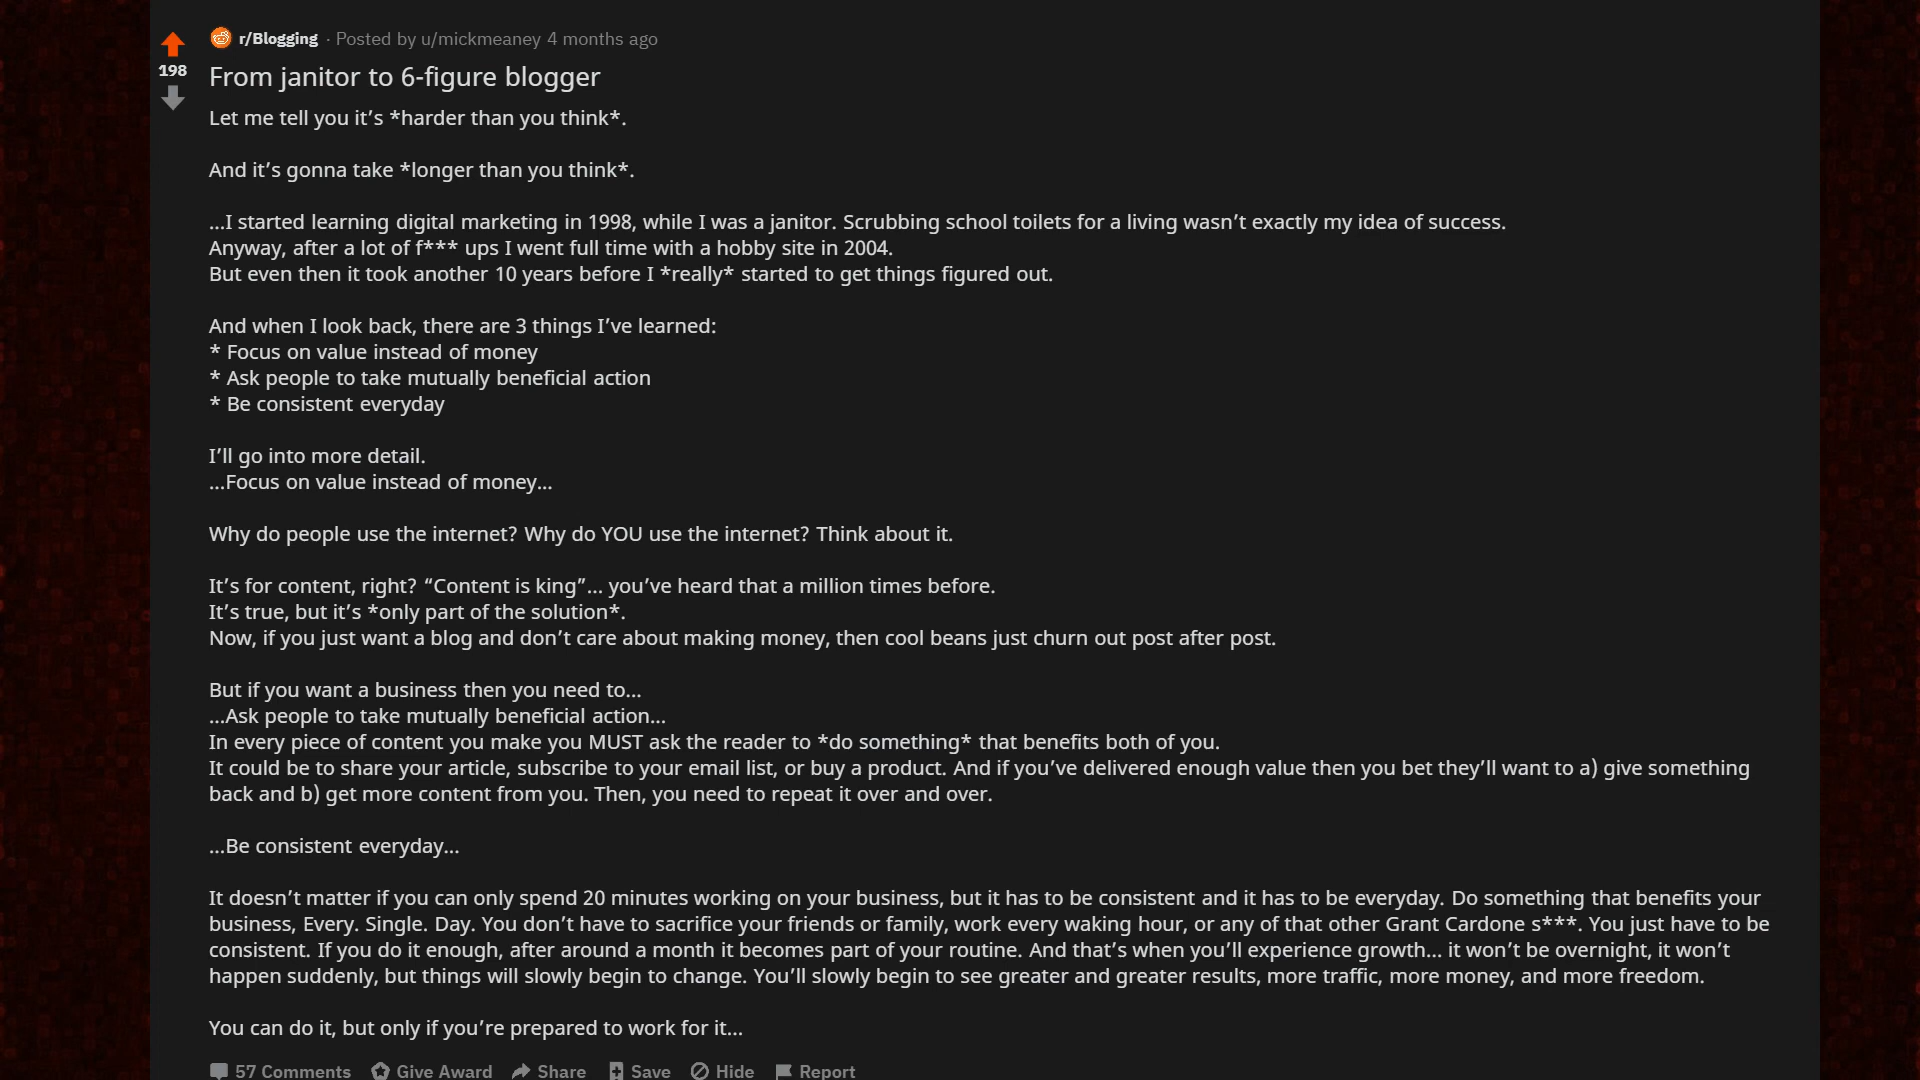 r/Blogging · Posted by u/mickmeaney 4 months ago
198
From janitor to 6-figure blogger
Let me tell you it’s *harder than you think*.
And it’s gonna take *longer than you think*.
...I started learning digital marketing in 1998, while I was a janitor. Scrubbing school toilets for a living wasn’t exactly my idea of success.
Anyway, after a lot of f*** ups I went full time with a hobby site in 2004.
But even then it took another 10 years before I *really* started to get things figured out.
And when I look back, there are 3 things I’ve learned:
* Focus on value instead of money
* Ask people to take mutually beneficial action
* Be consistent everyday
I’ll go into more detail.
...Focus on value instead of money...
Why do people use the internet? Why do YOU use the internet? Think about it.
It’s for content, right? “Content is king”... you’ve heard that a million times before.
It’s true, but it’s *only part of the solution*.
Now, if you just want a blog and don’t care about making money, then cool beans just churn out post after post.
But if you want a business then you need to...
...Ask people to take mutually beneficial action...
In every piece of content you make you MUST ask the reader to *do something* that benefits both of you.
It could be to share your article, subscribe to your email list, or buy a product. And if you’ve delivered enough value then you bet they’ll want to a) give something
back and b) get more content from you. Then, you need to repeat it over and over.
...Be consistent everyday...
It doesn’t matter if you can only spend 20 minutes working on your business, but it has to be consistent and it has to be everyday. Do something that benefits your
business, Every. Single. Day. You don’t have to sacrifice your friends or family, work every waking hour, or any of that other Grant Cardone s***. You just have to be
consistent. If you do it enough, after around a month it becomes part of your routine. And that’s when you’ll experience growth... it won’t be overnight, it won’t
happen suddenly, but things will slowly begin to change. You’ll slowly begin to see greater and greater results, more traffic, more money, and more freedom.
You can do it, but only if you’re prepared to work for it...
57 Comments Give Award Share Save Hide Report